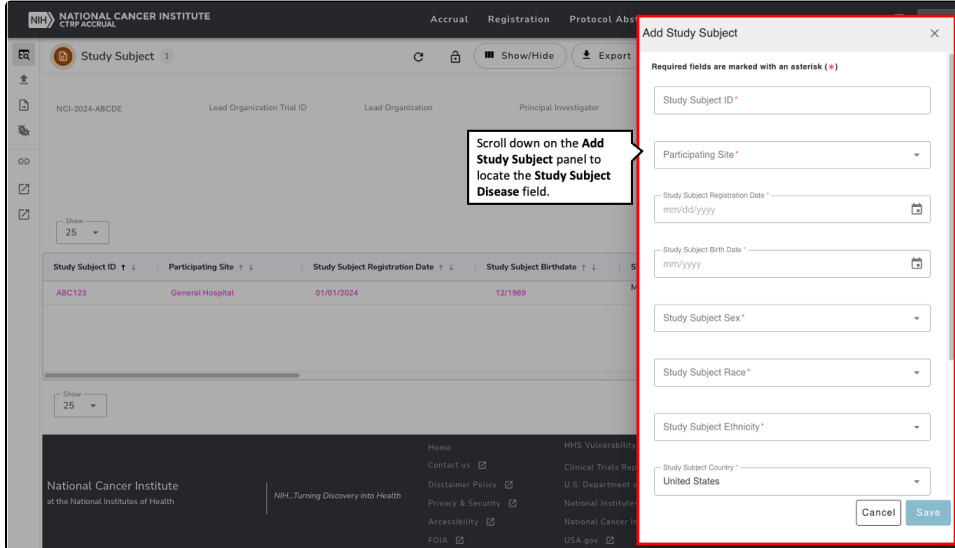 NIH NATIONAL CANCER INSTITUTE
CTRP ACCRUAL
Accrual Registration Protocol
Study Subject 1
Show/Hide
Export
NCI-2024-ABCDE Lead Organization Trial ID Lead Organization Principal Investigator
Show
25
Study Subject ID ↑ ↓ Participating Site ↑ ↓ Study Subject Registration Date ↑ ↓ Study Subject Birthdate ↑ ↓ S
ABC123 General Hospital 01/01/2024 12/1989 M
Show
25
Scroll down on the Add
Study Subject panel to
locate the Study Subject
Disease field.
Add Study Subject ×
Required fields are marked with an asterisk (*)
Study Subject ID*
Participating Site*
Study Subject Registration Date *
mm/dd/yyyy
Study Subject Birth Date *
mm/yyyy
Study Subject Sex*
Study Subject Race*
Study Subject Ethnicity*
Study Subject Country *
United States
Cancel Save
National Cancer Institute
at the National Institutes of Health
NIH...Turning Discovery into Health
Home
Contact us
Disclaimer Policy
Privacy & Security
Accessibility
FOIA
HHS Vulnerability
Clinical Trials Rep
U.S. Department
National Institutes
National Cancer In
USA.gov